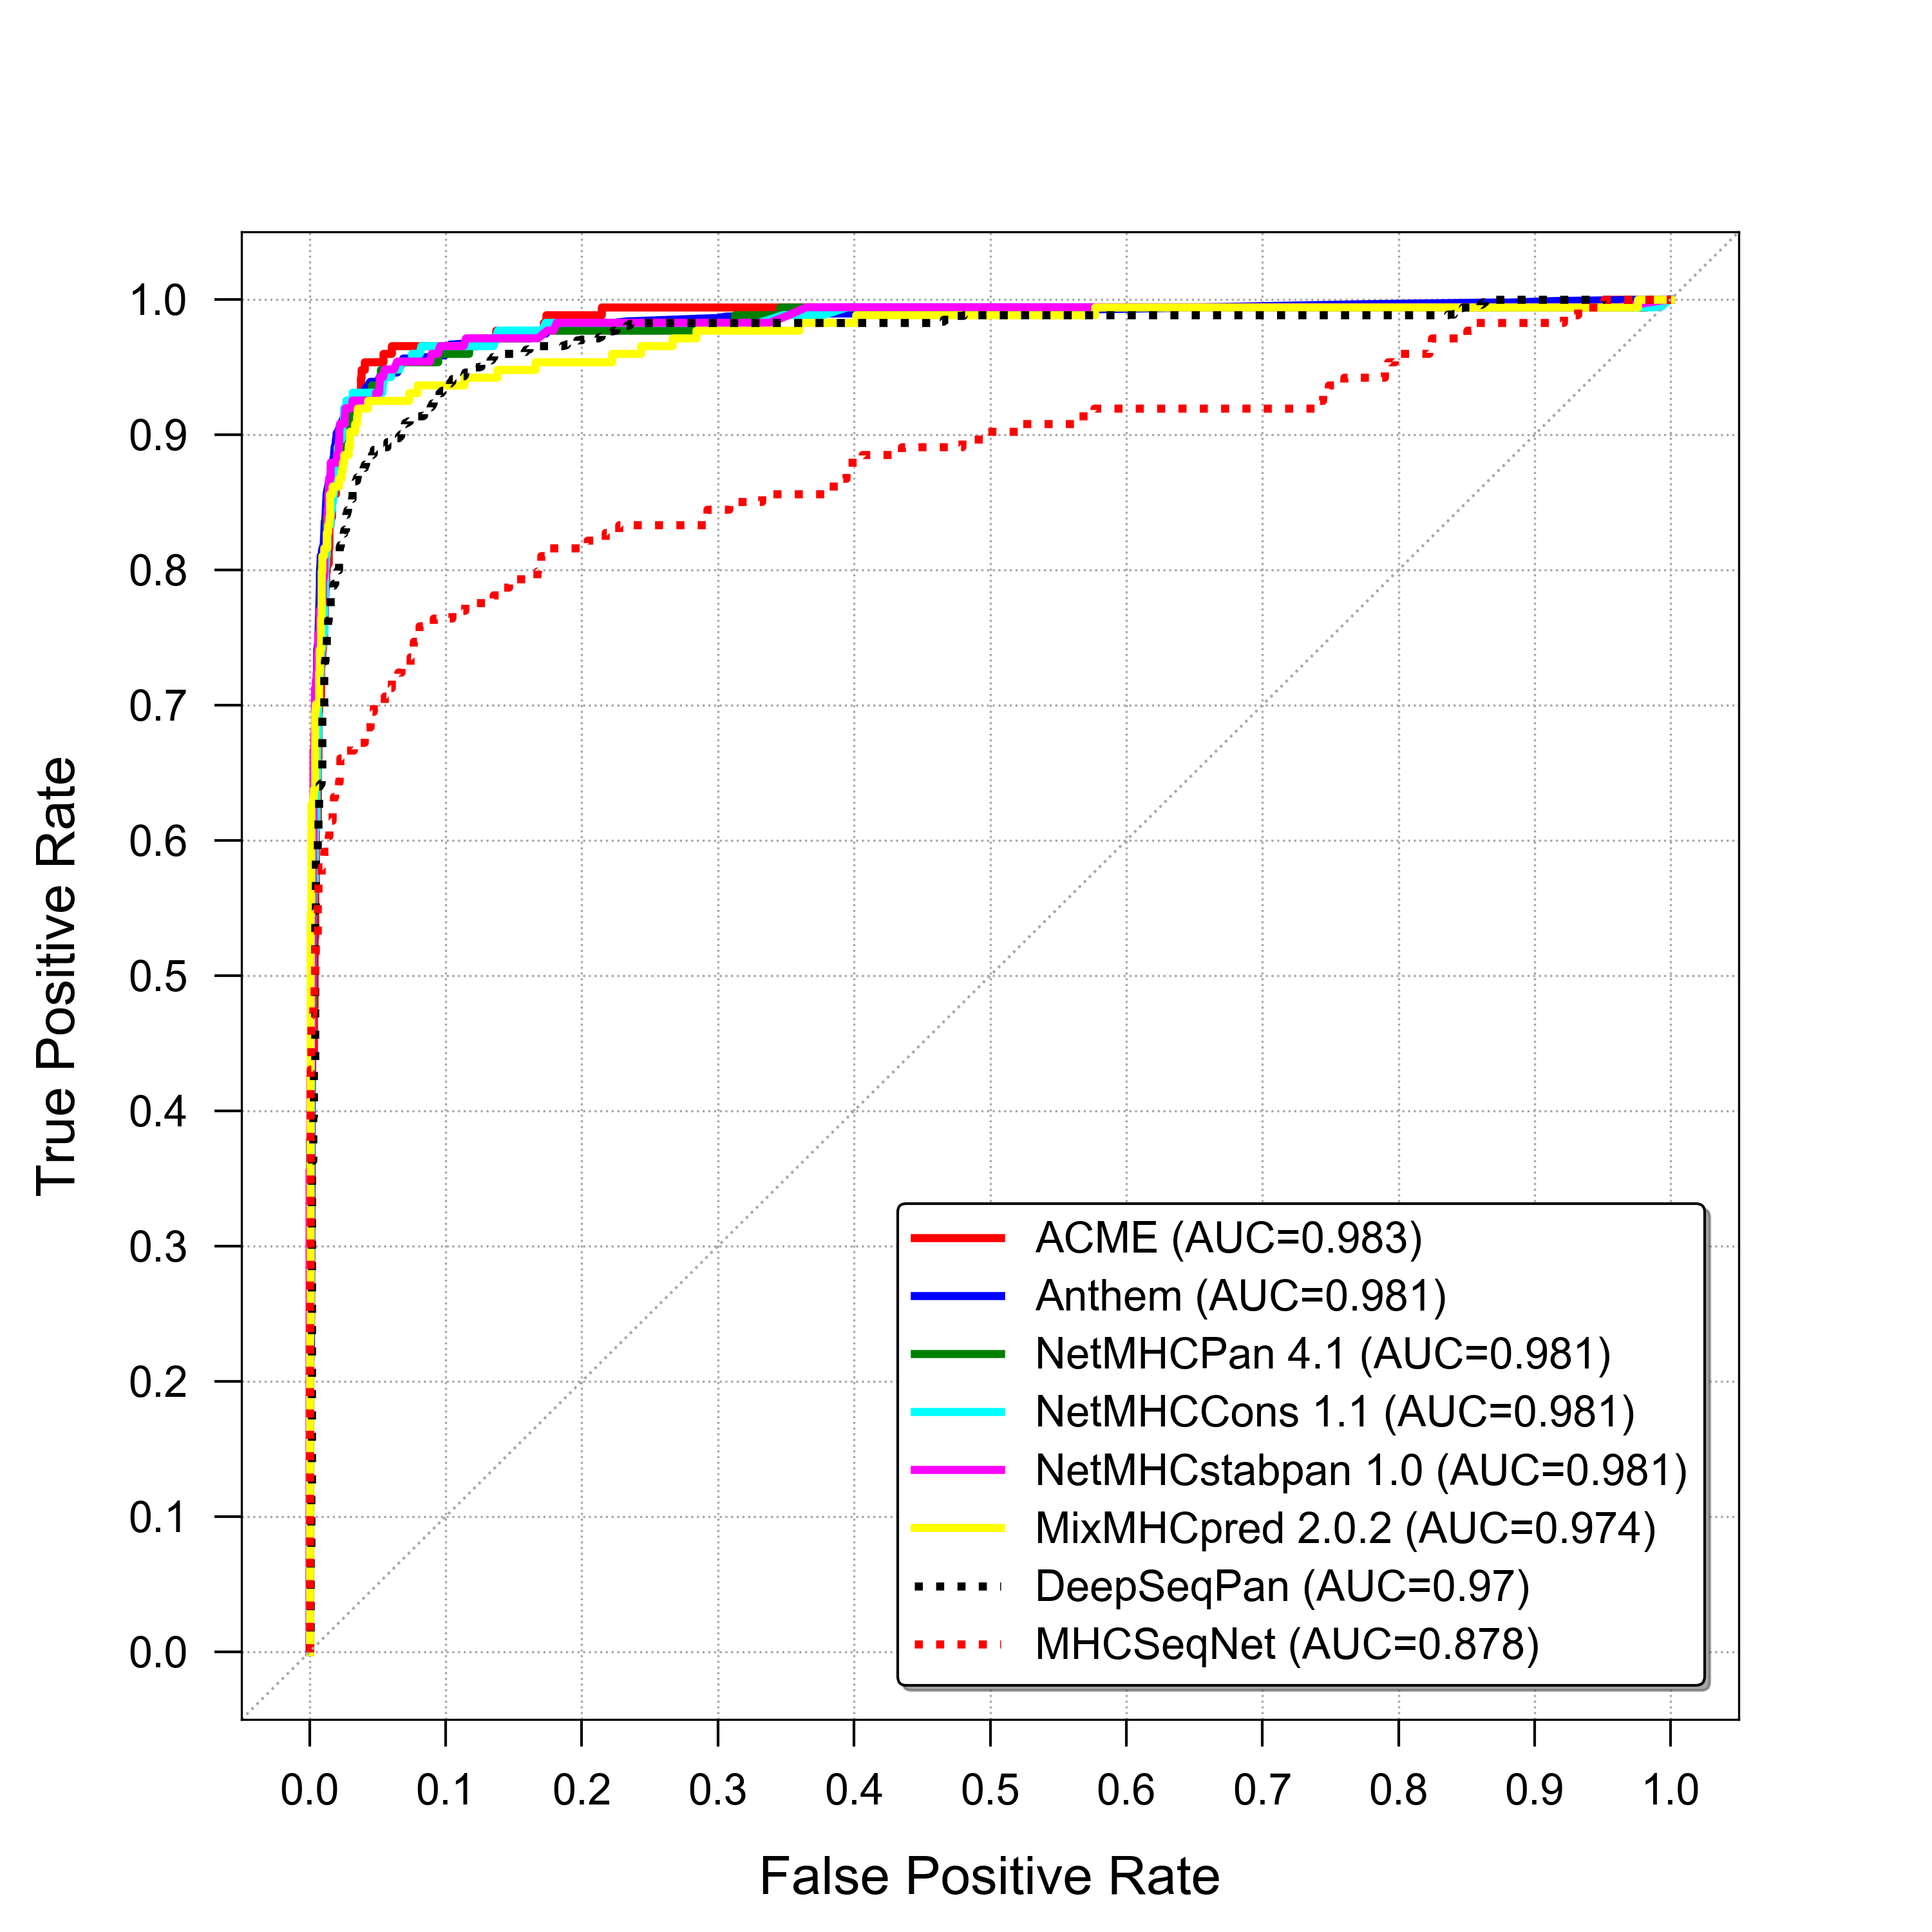 1.0
0.9
0.8
0.7
0.6
0.5
0.4
0.3
0.2
0.1
0.0
True Positive Rate
ACME (AUC=0.983)
Anthem (AUC=0.981)
NetMHCPan 4.1 (AUC=0.981)
NetMHCCons 1.1 (AUC=0.981)
NetMHCstabpan 1.0 (AUC=0.981)
MixMHCpred 2.0.2 (AUC=0.974)
DeepSeqPan (AUC=0.97)
MHCSeqNet (AUC=0.878)
0.0 0.1 0.2 0.3 0.4 0.5 0.6 0.7 0.8 0.9 1.0
False Positive Rate